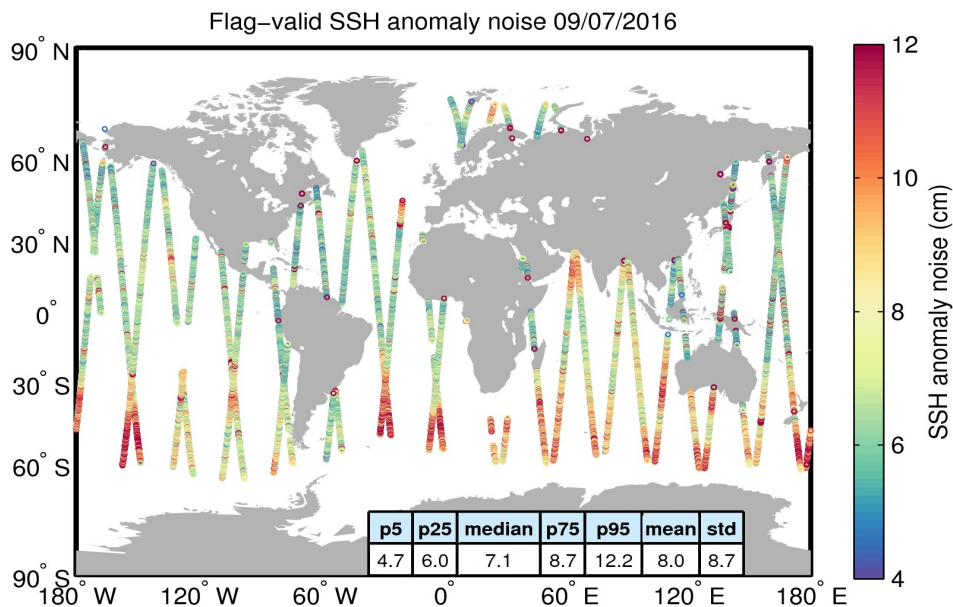 Flag−valid SSH anomaly noise 09/07/2016
90° N
60° N
30° N
0°
30° S
60° S
90° S
180° W 120° W 60° W 0° 60° E 120° E 180° E
p5 p25 median p75 p95 mean std
4.7 6.0 7.1 8.7 12.2 8.0 8.7
12
10
8
6
4
SSH anomaly noise (cm)